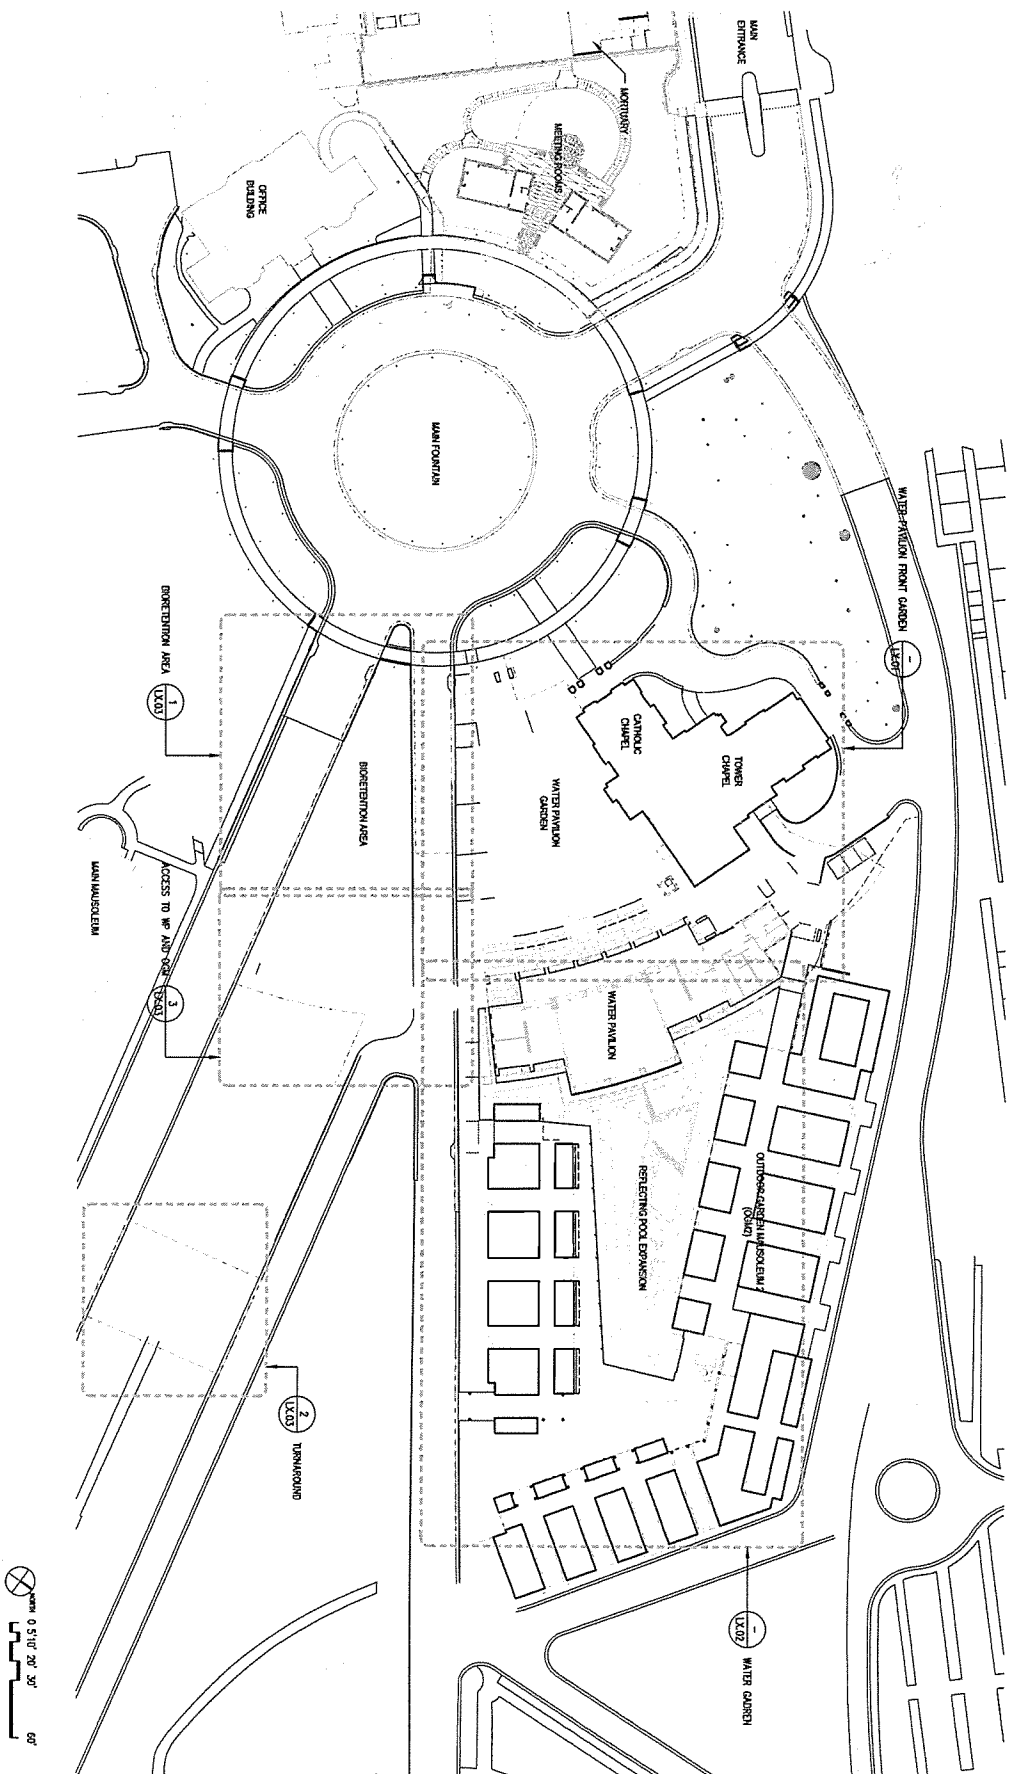 MAIN
ENTRANCE
MORTUARY
MEETING ROOMS
OFFICE
BUILDING
MAIN FOUNTAIN
WATER PAVILION FRONT GARDEN
-
LX.01
BIORETENTION AREA
1
LX.03
CATHOLIC
CHAPEL
TOWER
CHAPEL
BIORETENTION AREA
WATER PAVILION
GARDEN
MAIN MAUSOLEUM
ACCESS TO WP AND OGM
3
LX.03
WATER PAVILION
REFLECTING POOL EXPANSION
OUTDOOR GARDEN MAUSOLEUM 2
(OGM2)
2
LX.03
TURNAROUND
-
LX.02
WATER GADREN
NORTH
0 5' 10' 20' 30' 60'